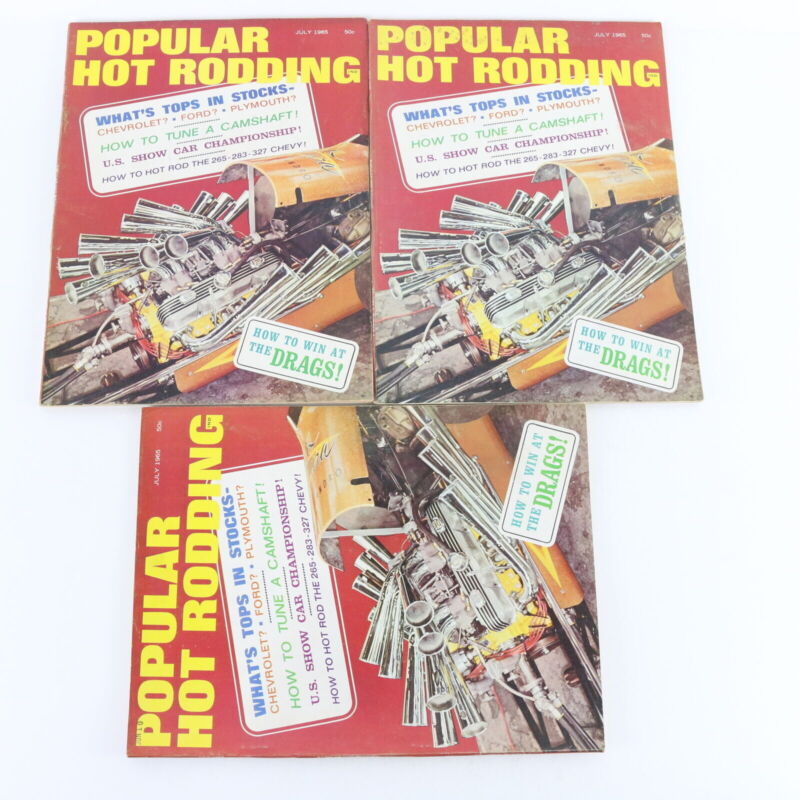 POPULAR
HOT RODDING
JULY 1965 50c
WHAT'S TOPS IN STOCKS-
CHEVROLET? • FORD? • PLYMOUTH?
HOW TO TUNE A CAMSHAFT!
U.S. SHOW CAR CHAMPIONSHIP!
HOW TO HOT ROD THE 265-283-327 CHEVY!
HOW TO WIN AT
THE DRAGS!
POPULAR
HOT RODDING
JULY 1965 50c
WHAT'S TOPS IN STOCKS-
CHEVROLET? • FORD? • PLYMOUTH?
HOW TO TUNE A CAMSHAFT!
U.S. SHOW CAR CHAMPIONSHIP!
HOW TO HOT ROD THE 265-283-327 CHEVY!
HOW TO WIN AT
THE DRAGS!
POPULAR
HOT RODDING
JULY 1965 50c
WHAT'S TOPS IN STOCKS-
CHEVROLET? • FORD? • PLYMOUTH?
HOW TO TUNE A CAMSHAFT!
U.S. SHOW CAR CHAMPIONSHIP!
HOW TO HOT ROD THE 265-283-327 CHEVY!
HOW TO WIN AT
THE DRAGS!